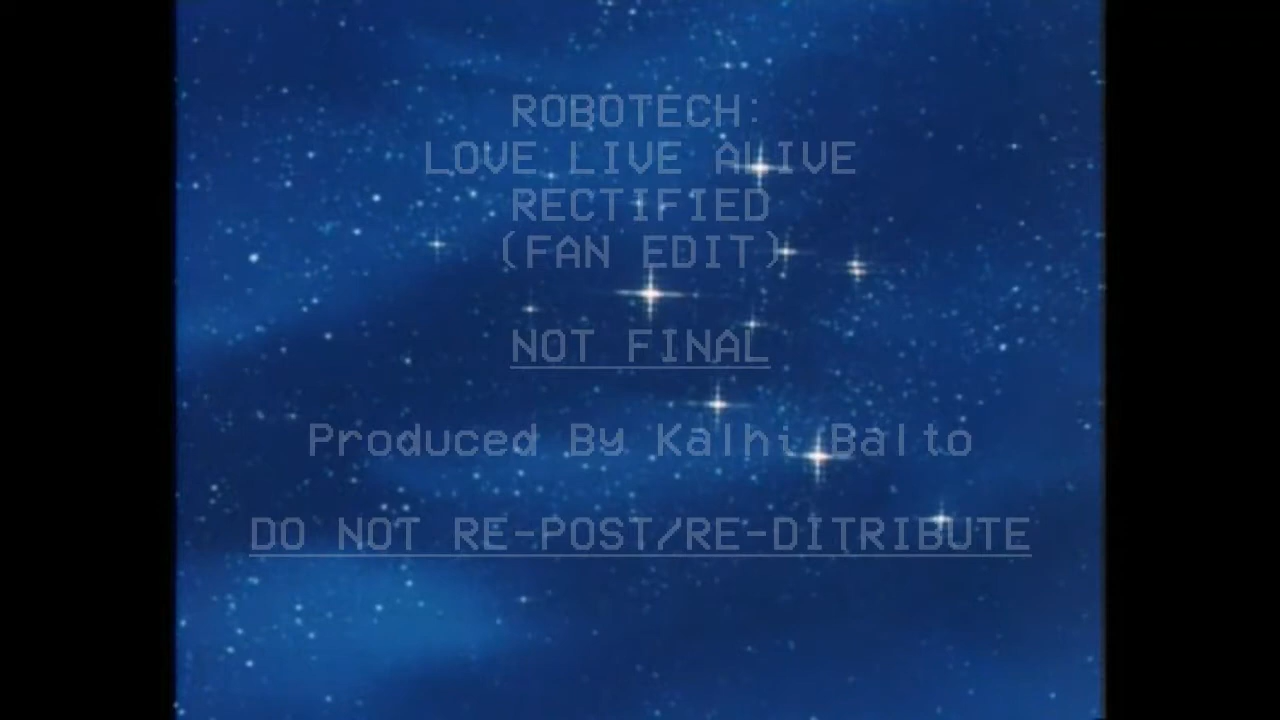 ROBOTECH:
LOVE LIVE ALIVE
RECTIFIED
(FAN EDIT)
NOT FINAL
Produced By Kalhi Balto
DO NOT RE-POST/RE-DITRIBUTE